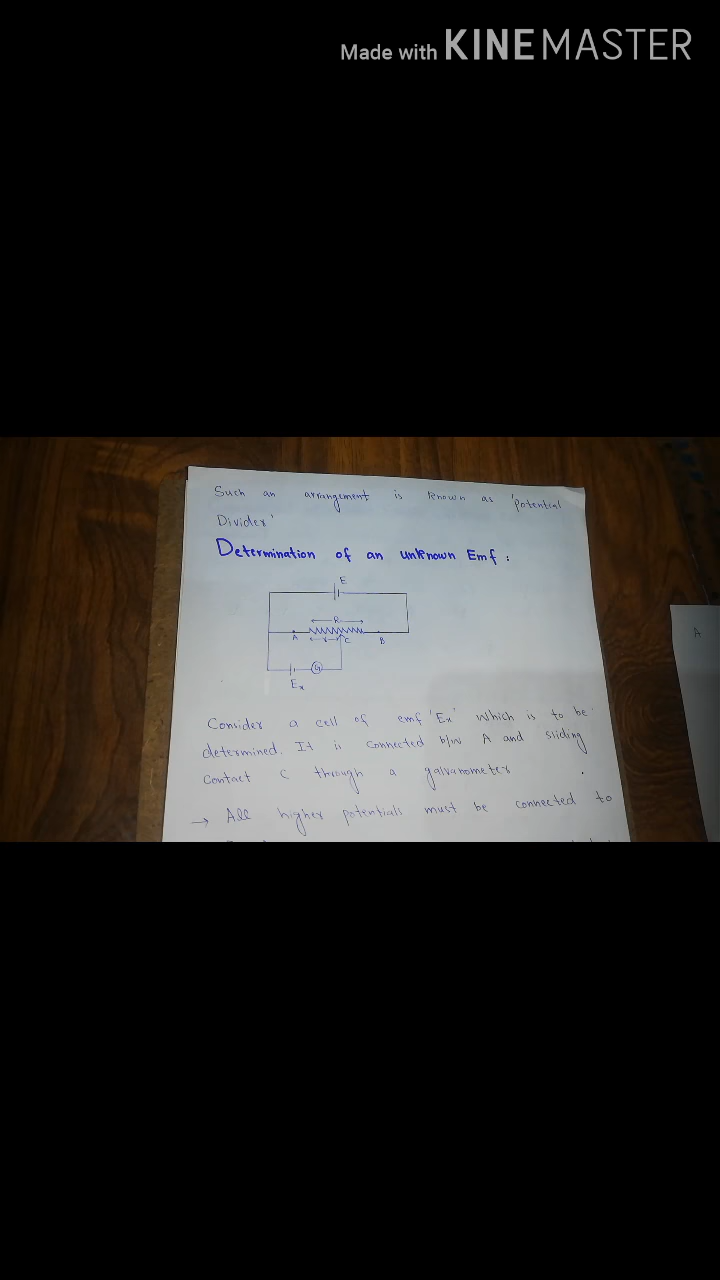 Made with KINEMASTER
Such an arrangement is known as 'potential
Divider'
Determination of an unknown Emf :
E
R
A r C B
G
Ex
Consider a cell of emf 'Ex' which is to be
determined. It is connected b/w A and sliding
contact C through a galvanometer
→ All higher potentials must be connected to
A